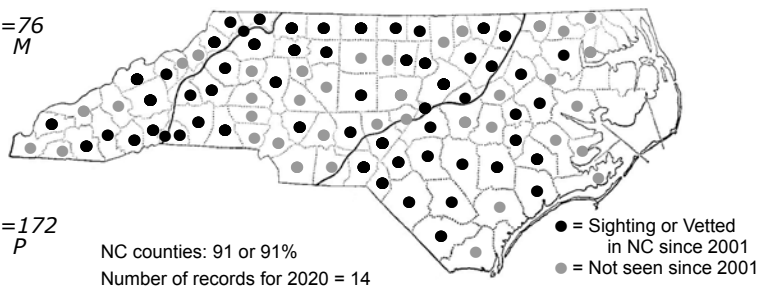 =76
M
=172
P
NC counties: 91 or 91%
Number of records for 2020 = 14
= Sighting or Vetted
in NC since 2001
= Not seen since 2001